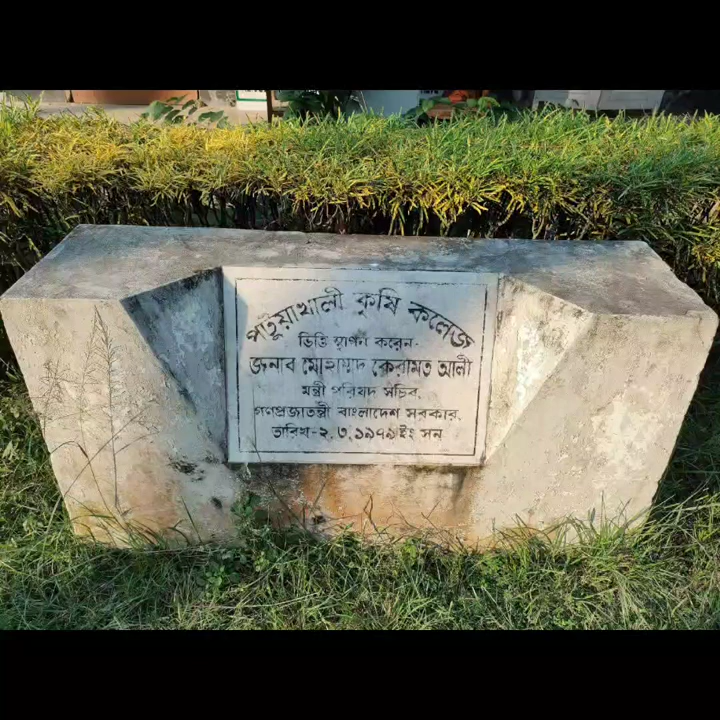 পটুয়াখালী কৃষি কলেজ
ভিত্তি স্থাপন করেন-
জনাব মোহাম্মদ কেরামত আলী
মন্ত্রী পরিষদ সচিব,
গণপ্রজাতন্ত্রী বাংলাদেশ সরকার,
তারিখ-২.৩.১৯৭৯ইং সন